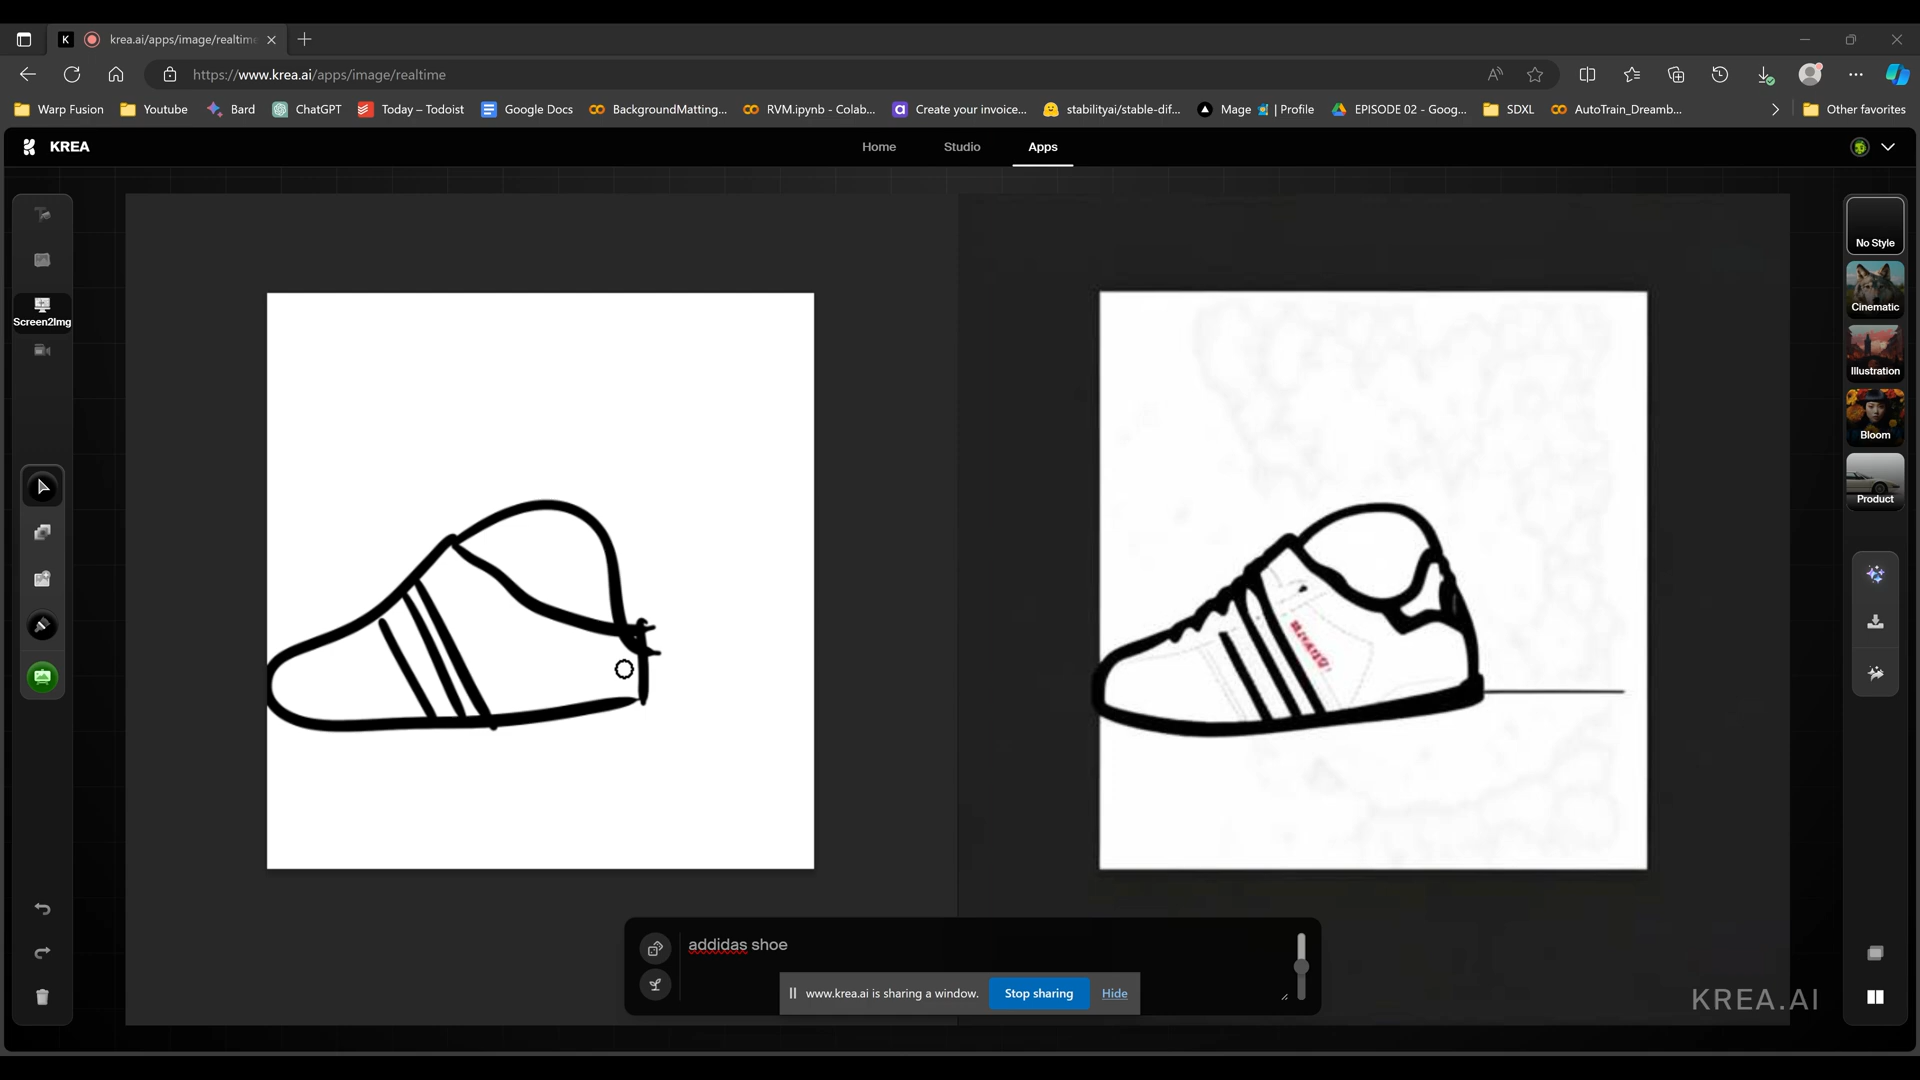 krea.ai/apps/image/realtime
https://www.krea.ai/apps/image/realtime
Warp Fusion Youtube Bard ChatGPT Today – Todoist Google Docs BackgroundMatting... RVM.ipynb - Colab... Create your invoice... stabilityai/stable-dif... Mage | Profile EPISODE 02 - Goog... SDXL AutoTrain_Dreamb... Other favorites
KREA Home Studio Apps
No Style
Cinematic
Screen2Img
Illustration
Bloom
Product
addidas shoe
www.krea.ai is sharing a window. Stop sharing Hide
KREA.AI